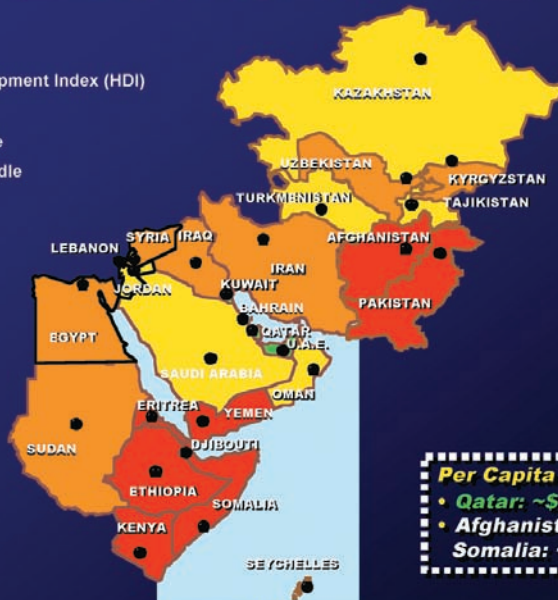 pment Index (HDI)
e
dle
KAZAKHSTAN
UZBEKISTAN
KYRGYZSTAN
TURKMENISTAN
TAJIKISTAN
SYRIA
IRAQ
AFGHANISTAN
LEBANON
IRAN
JORDAN
KUWAIT
PAKISTAN
BAHRAIN
QATAR
EGYPT
U.A.E.
SAUDI ARABIA
OMAN
ERITREA
YEMEN
SUDAN
DJIBOUTI
ETHIOPIA
SOMALIA
KENYA
SEYCHELLES
Per Capita
• Qatar: ~$
• Afghanist
Somalia: ~